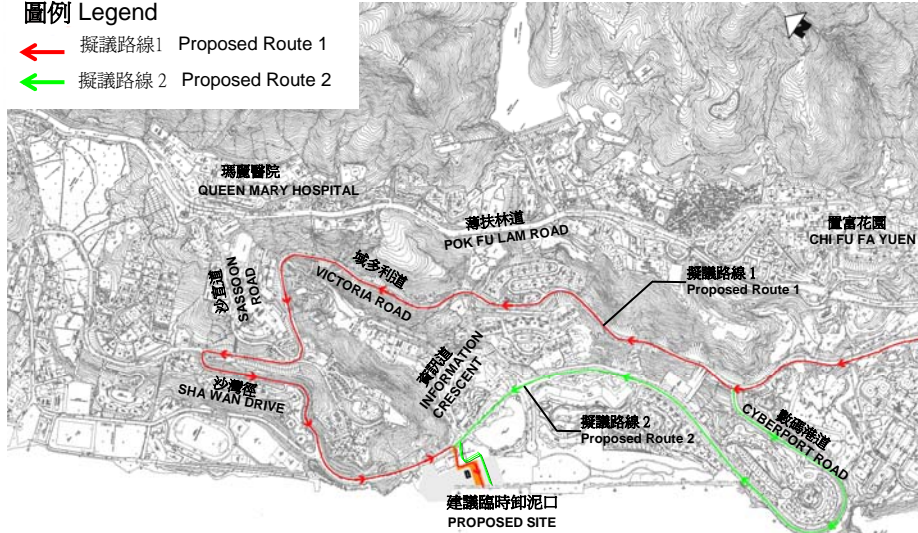 圖例 Legend
擬議路線1 Proposed Route 1
擬議路線 2 Proposed Route 2
N
瑪麗醫院
QUEEN MARY HOSPITAL
薄扶林道
POK FU LAM ROAD
置富花園
CHI FU FA YUEN
沙宣道
SASSOON
ROAD
域多利道
VICTORIA ROAD
擬議路線 1
Proposed Route 1
資訊道
INFORMATION
CRESCENT
沙灣徑
SHA WAN DRIVE
擬議路線 2
Proposed Route 2
數碼港道
CYBERPORT ROAD
建議臨時卸泥口
PROPOSED SITE